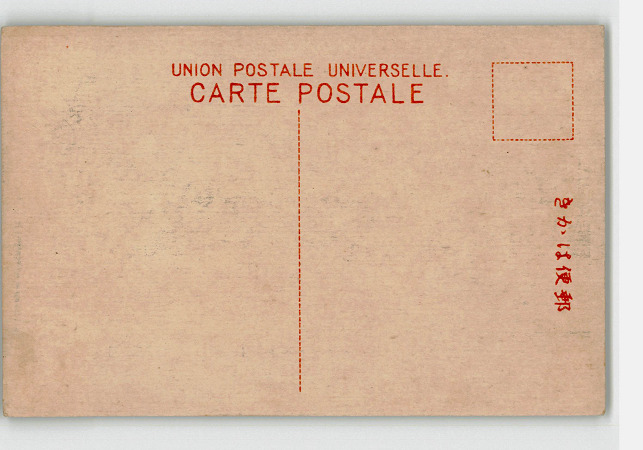 UNION POSTALE UNIVERSELLE.
CARTE POSTALE
郵便はかき